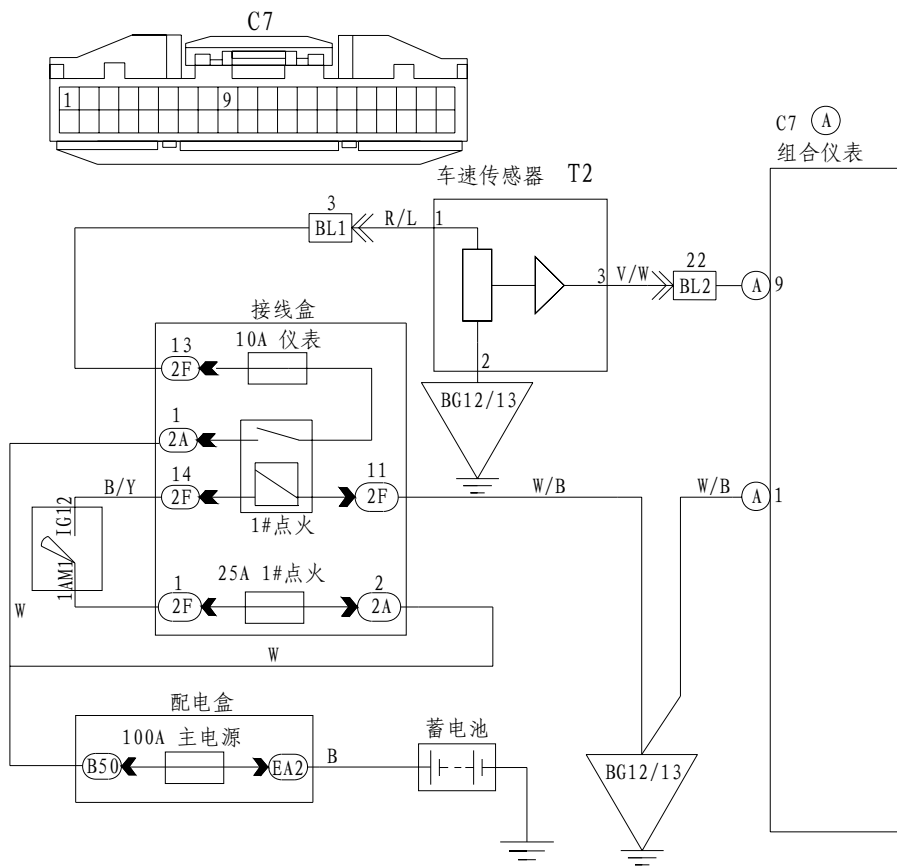 C7
1
9
C7 A
组合仪表
车速传感器 T2
3
BL1
R/L
1
3
V/W
22
BL2
A
9
2
BG12/13
接线盒
10A 仪表
13
2F
1
2A
14
2F
B/Y
11
2F
1#点火
W/B
W/B
A
1
IG12
1AM1
25A 1#点火
1
2F
2
2A
W
W
配电盒
100A 主电源
B50
EA2
B
蓄电池
BG12/13